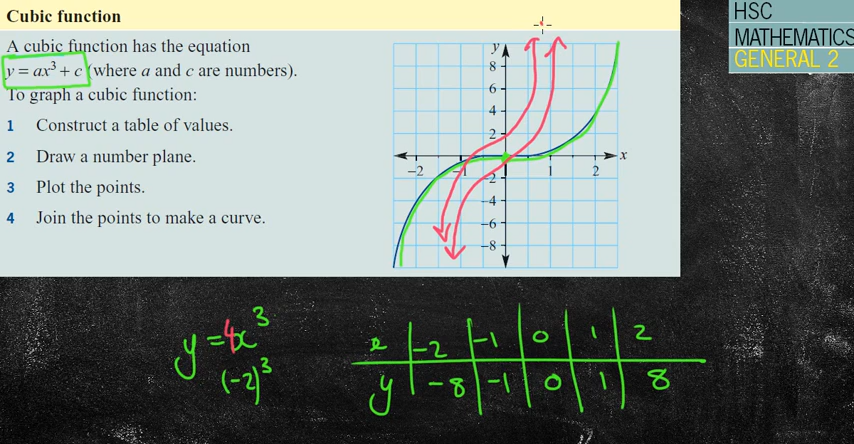 Cubic function
HSC
MATHEMATICS
GENERAL 2
A cubic function has the equation
y = ax³ + c (where a and c are numbers).
To graph a cubic function:
1 Construct a table of values.
2 Draw a number plane.
3 Plot the points.
4 Join the points to make a curve.
y
8
6
4
2
-2 -1 1 2 x
-2
-4
-6
-8
y = 4x³
(-2)³
x -2 -1 0 1 2
y -8 -1 0 1 8